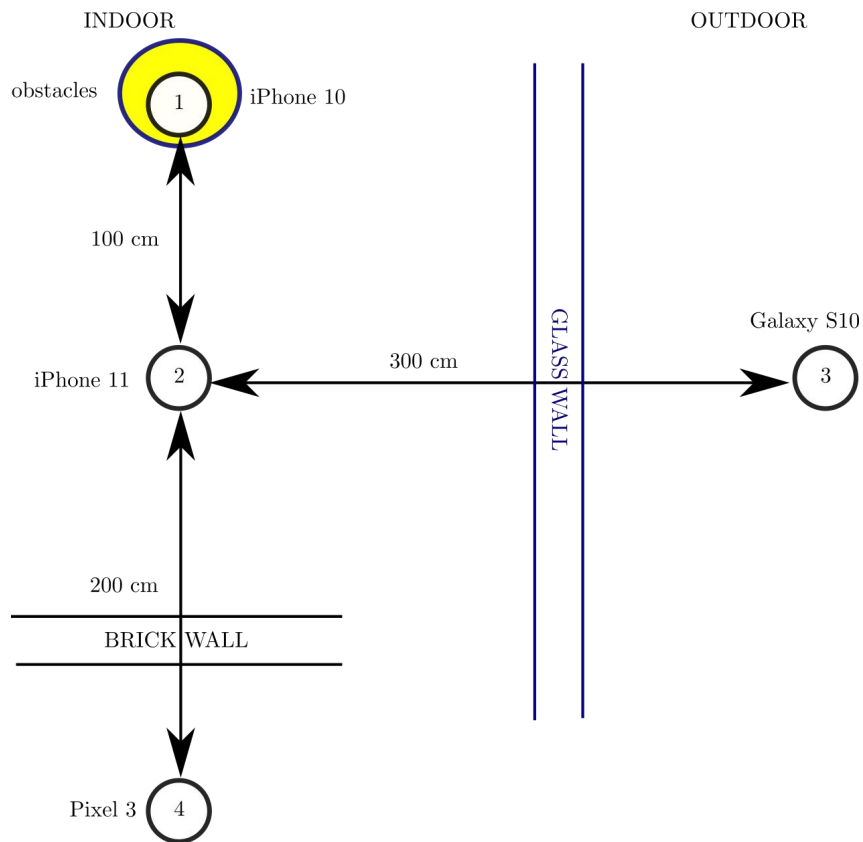 INDOOR
OUTDOOR
obstacles
1
iPhone 10
100 cm
GLASS WALL
Galaxy S10
iPhone 11
2
300 cm
3
200 cm
BRICK WALL
Pixel 3
4